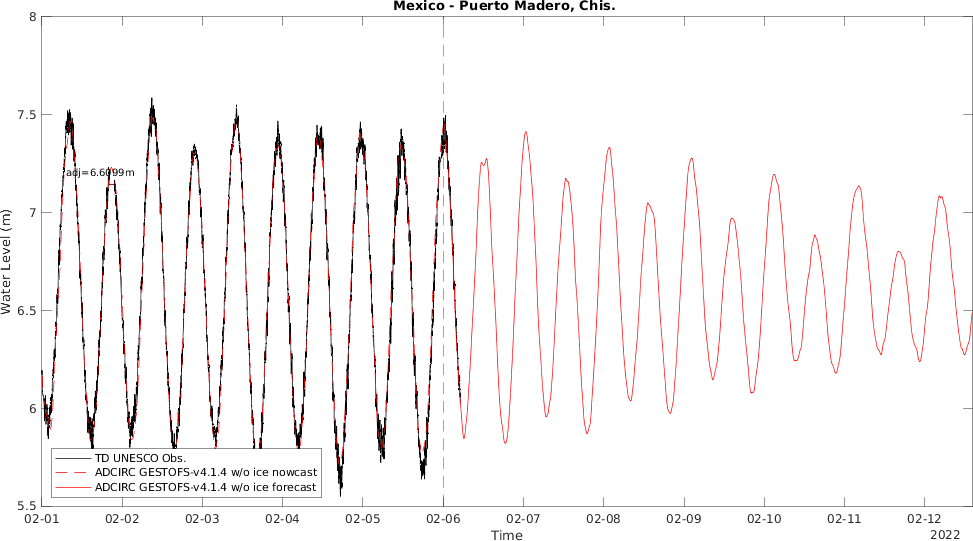 Mexico - Puerto Madero, Chis.
8
7.5
7
6.5
6
5.5
Water Level (m)
adj=6.6099m
TD UNESCO Obs.
ADCIRC GESTOFS-v4.1.4 w/o ice nowcast
ADCIRC GESTOFS-v4.1.4 w/o ice forecast
02-01 02-02 02-03 02-04 02-05 02-06 02-07 02-08 02-09 02-10 02-11 02-12
Time
2022